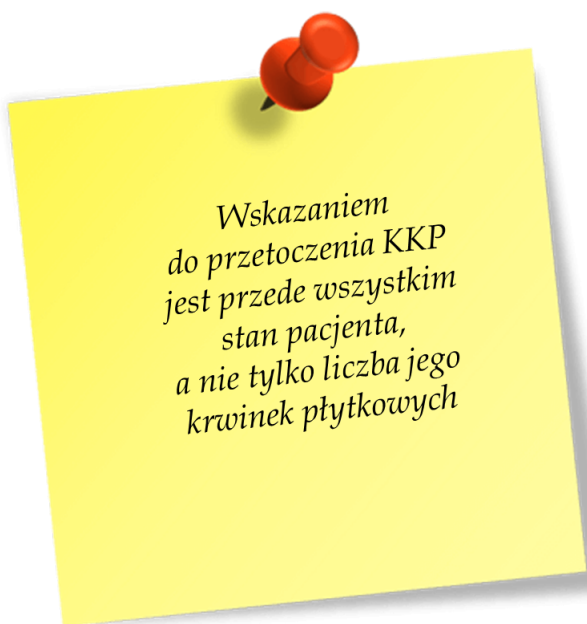 Wskazaniem
do przetoczenia KKP
jest przede wszystkim
stan pacjenta,
a nie tylko liczba jego
krwinek płytkowych